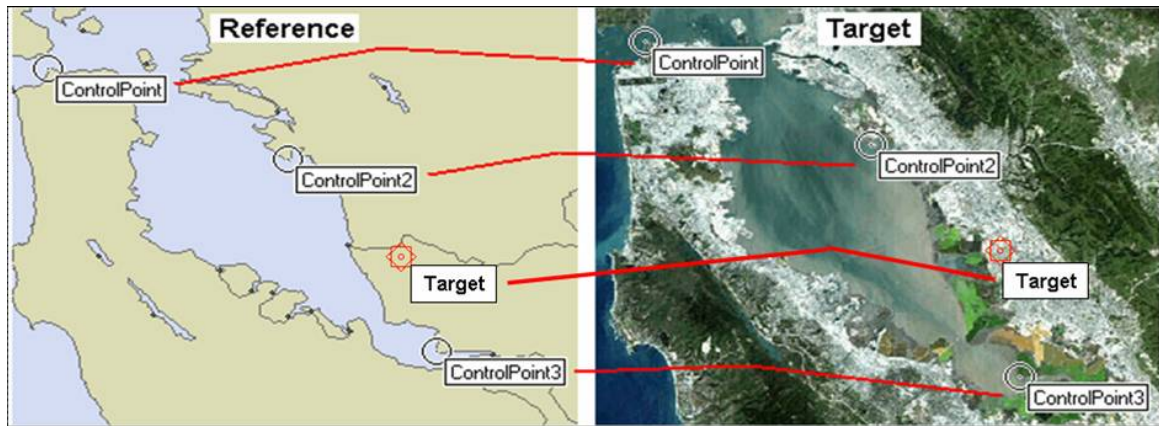 Reference
ControlPoint
ControlPoint2
Target
ControlPoint3
Target
ControlPoint
ControlPoint2
Target
ControlPoint3